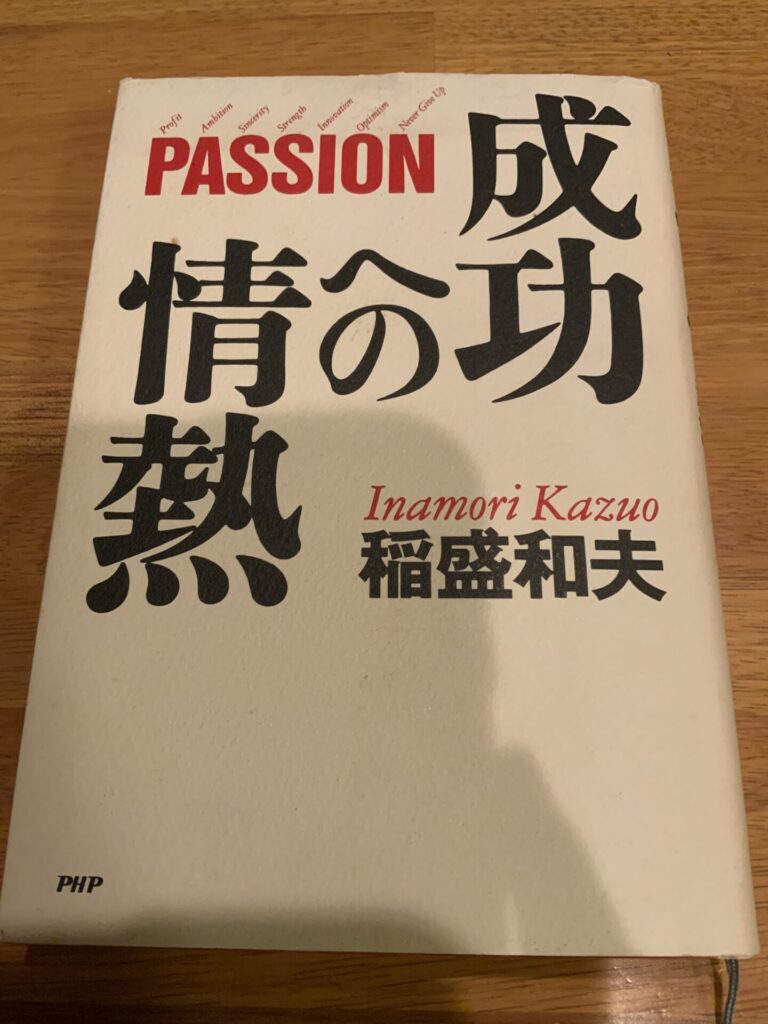 Profit Ambition Sincerity Strength Innovation Optimism Never Give Up
PASSION
成功
への
情熱
Inamori Kazuo
稲盛和夫
PHP